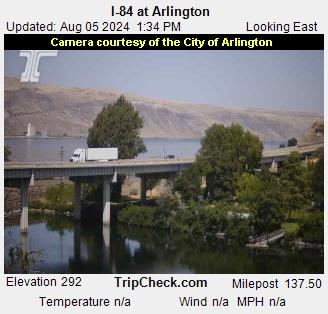 I-84 at Arlington
Updated: Aug 05 2024 1:34 PM Looking East
Camera courtesy of the City of Arlington
Elevation 292 TripCheck.com Milepost 137.50
Temperature n/a Wind n/a MPH n/a